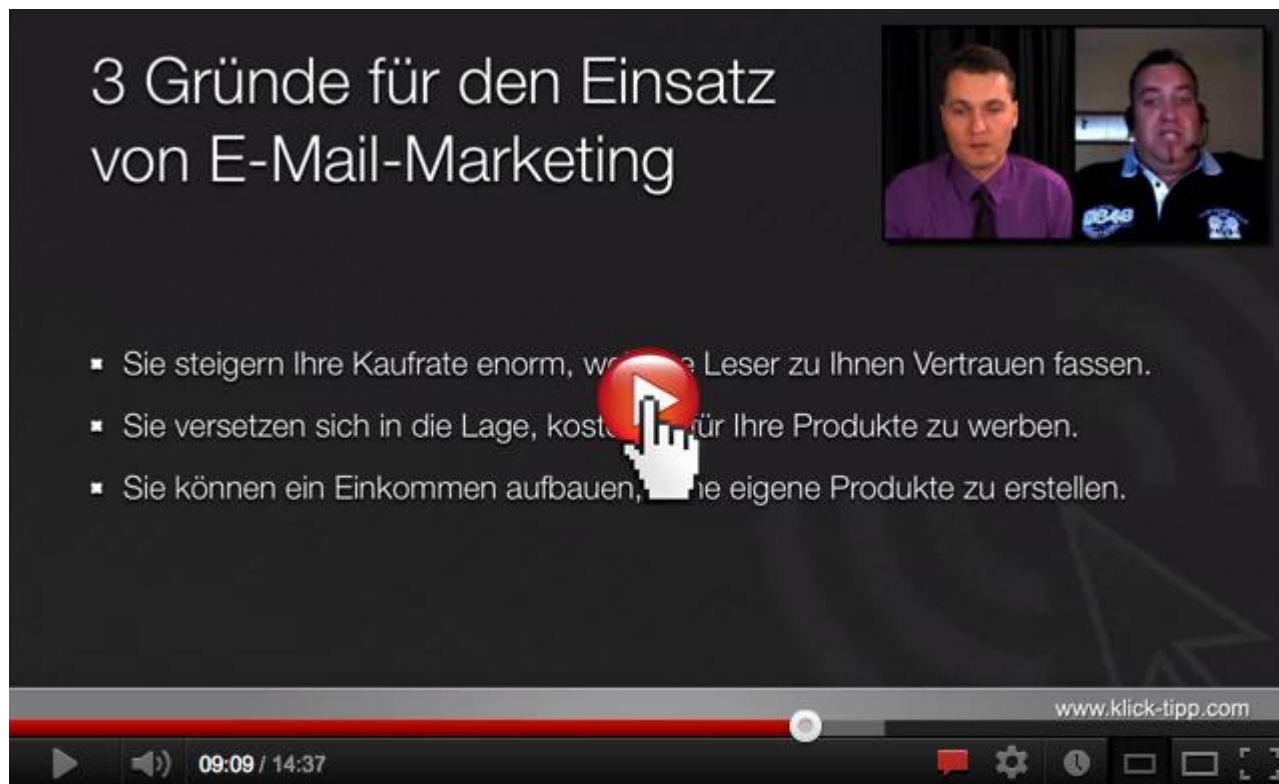 3 Gründe für den Einsatz
von E-Mail-Marketing
Sie steigern Ihre Kaufrate enorm, Leser zu Ihnen Vertrauen fassen.
Sie versetzen sich in die Lage, für Ihre Produkte zu werben.
Sie können ein Einkommen aufbauen, eigene Produkte zu erstellen.
www.klick-tipp.com
09:09 / 14:37